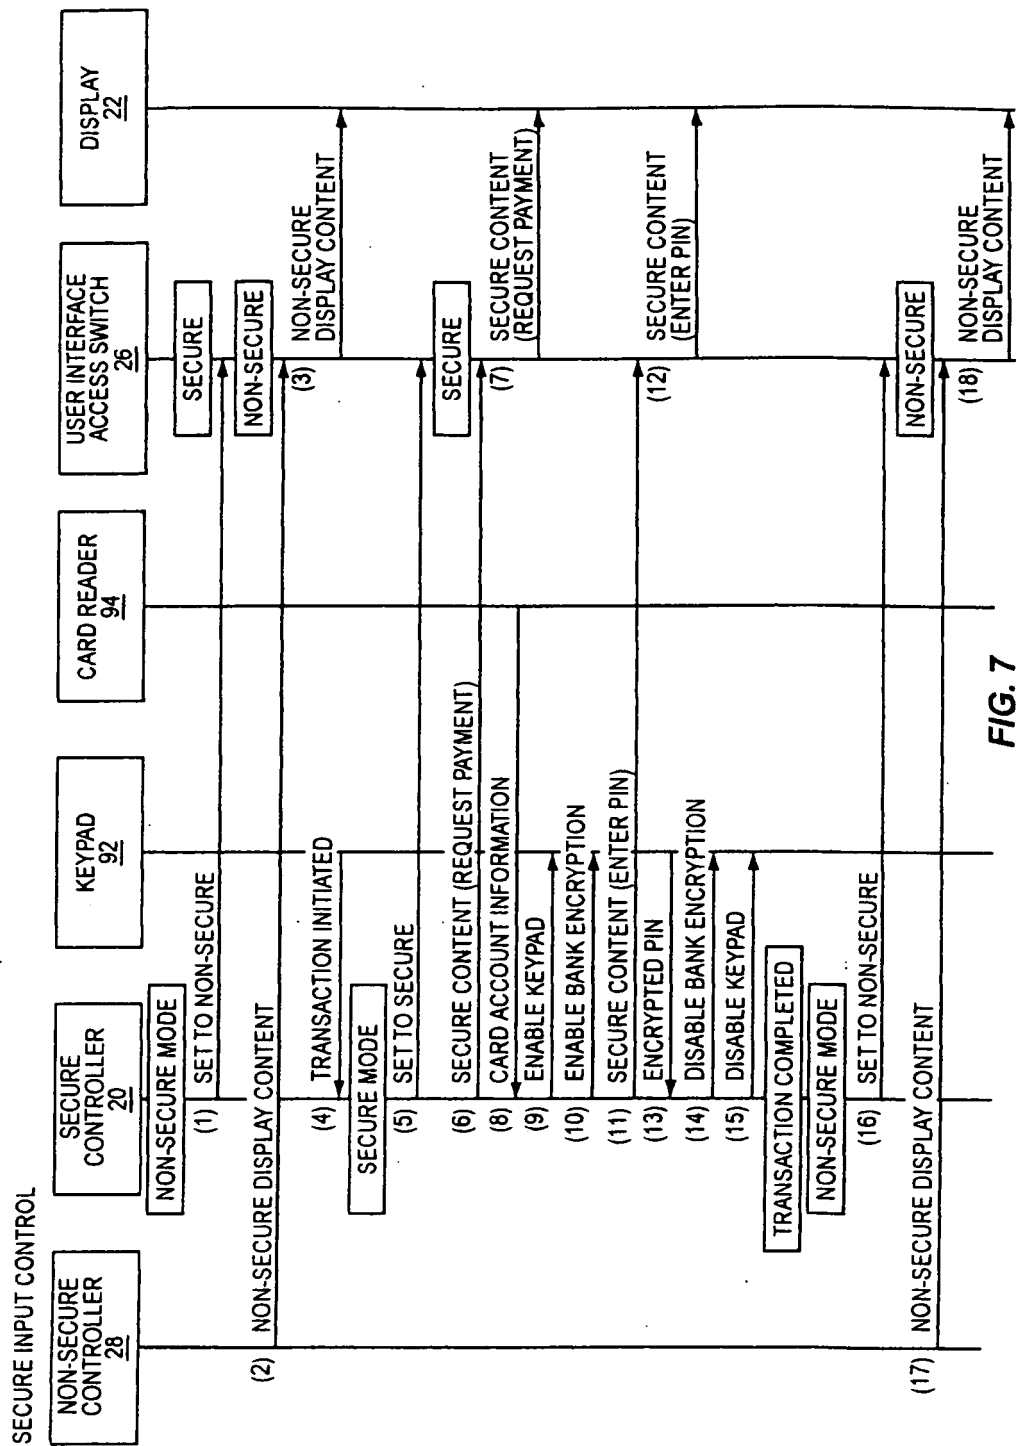 SECURE INPUT CONTROL
NON-SECURE
CONTROLLER
28
SECURE
CONTROLLER
20
KEYPAD
92
CARD READER
94
USER INTERFACE
ACCESS SWITCH
26
DISPLAY
22
NON-SECURE MODE
SECURE
(1)
SET TO NON-SECURE
NON-SECURE
(2)
NON-SECURE DISPLAY CONTENT
(3)
NON-SECURE
DISPLAY CONTENT
(4)
TRANSACTION INITIATED
SECURE MODE
(5)
SET TO SECURE
SECURE
(6)
SECURE CONTENT (REQUEST PAYMENT)
(7)
SECURE CONTENT
(REQUEST PAYMENT)
(8)
CARD ACCOUNT INFORMATION
(9)
ENABLE KEYPAD
(10)
ENABLE BANK ENCRYPTION
(11)
SECURE CONTENT (ENTER PIN)
(12)
SECURE CONTENT
(ENTER PIN)
(13)
ENCRYPTED PIN
(14)
DISABLE BANK ENCRYPTION
(15)
DISABLE KEYPAD
TRANSACTION COMPLETED
NON-SECURE MODE
(16)
SET TO NON-SECURE
NON-SECURE
(17)
NON-SECURE DISPLAY CONTENT
(18)
NON-SECURE
DISPLAY CONTENT
FIG. 7